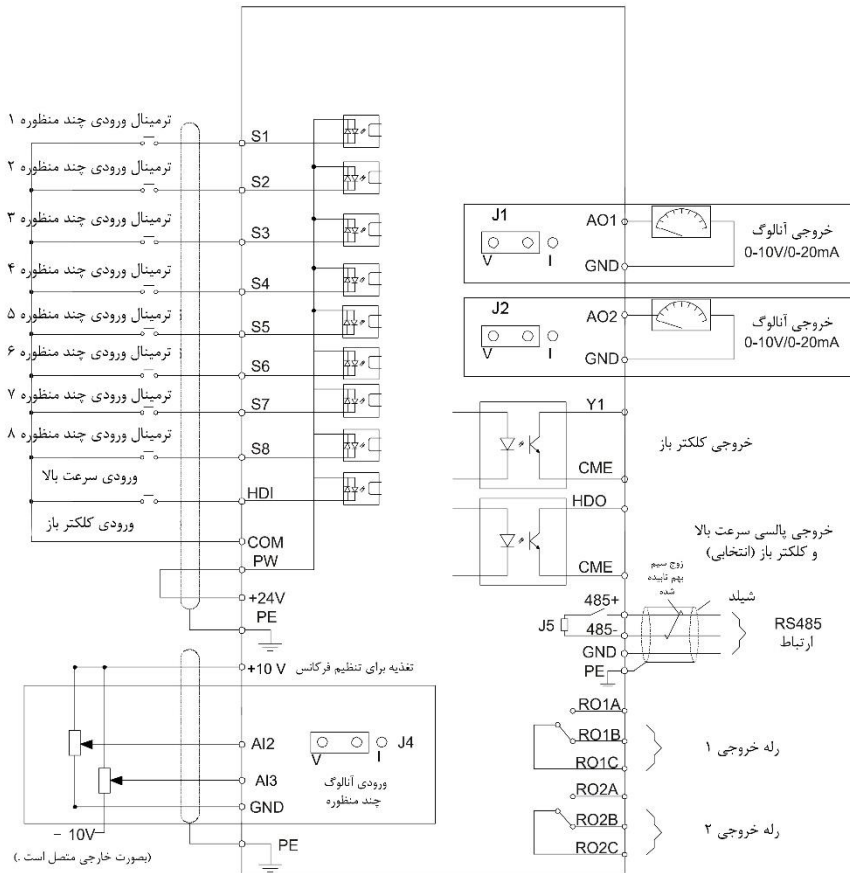 ترمینال ورودی چند منظوره ۱
S1
ترمینال ورودی چند منظوره ۲
S2
ترمینال ورودی چند منظوره ۳
S3
ترمینال ورودی چند منظوره ۴
S4
ترمینال ورودی چند منظوره ۵
S5
ترمینال ورودی چند منظوره ۶
S6
ترمینال ورودی چند منظوره ۷
S7
ترمینال ورودی چند منظوره ۸
S8
ورودی سرعت بالا
HDI
ورودی کلکتر باز
COM
PW
+24V
PE
+10 V
تغذیه برای تنظیم فرکانس
AI2
AI3
GND
J4
V
I
ورودی آنالوگ
چند منظوره
- 10V
(بصورت خارجی متصل است .)
PE
J1
V
I
AO1
GND
خروجی آنالوگ
0-10V/0-20mA
J2
V
I
AO2
GND
خروجی آنالوگ
0-10V/0-20mA
Y1
CME
خروجی کلکتر باز
HDO
CME
خروجی پالسی سرعت بالا
و کلکتر باز (انتخابی)
زوج سیم
بهم تابیده
شده
شیلد
485+
J5
485-
GND
PE
RS485
ارتباط
RO1A
RO1B
RO1C
رله خروجی ۱
RO2A
RO2B
RO2C
رله خروجی ۲